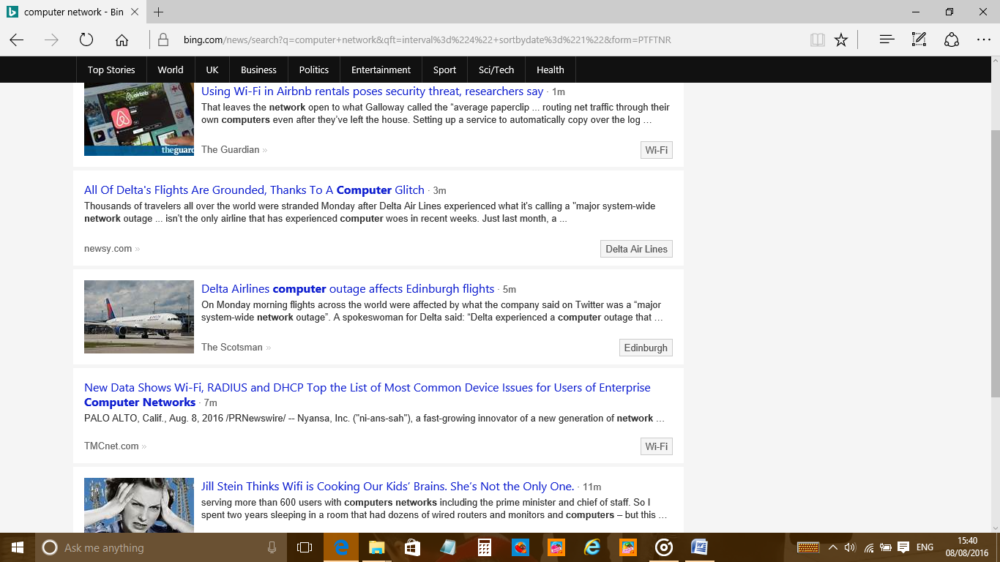 computer network - Bin
bing.com/news/search?q=computer+network&qft=interval%3d%224%22+sortbydate%3d%221%22&form=PTFTNR
Top Stories World UK Business Politics Entertainment Sport Sci/Tech Health
Using Wi-Fi in Airbnb rentals poses security threat, researchers say · 1m
That leaves the network open to what Galloway called the “average paperclip ... routing net traffic through their
own computers even after they’ve left the house. Setting up a service to automatically copy over the log ...
airbnb
theguard
The Guardian »
Wi-Fi
All Of Delta's Flights Are Grounded, Thanks To A Computer Glitch · 3m
Thousands of travelers all over the world were stranded Monday after Delta Air Lines experienced what it's calling a "major system-wide
network outage ... isn't the only airline that has experienced computer woes in recent weeks. Just last month, a ...
newsy.com »
Delta Air Lines
Delta Airlines computer outage affects Edinburgh flights · 5m
On Monday morning flights across the world were affected by what the company said on Twitter was a “major
system-wide network outage”. A spokeswoman for Delta said: “Delta experienced a computer outage that ...
The Scotsman »
Edinburgh
New Data Shows Wi-Fi, RADIUS and DHCP Top the List of Most Common Device Issues for Users of Enterprise
Computer Networks · 7m
PALO ALTO, Calif., Aug. 8, 2016 /PRNewswire/ -- Nyansa, Inc. ("ni-ans-sah"), a fast-growing innovator of a new generation of network ...
TMCnet.com »
Wi-Fi
Jill Stein Thinks Wifi is Cooking Our Kids’ Brains. She’s Not the Only One. · 11m
serving more than 600 users with computers networks including the prime minister and chief of staff. So I
spent two years sleeping in a room that had dozens of wired routers and monitors and computers – but this ...
Ask me anything
ENG
15:40
08/08/2016